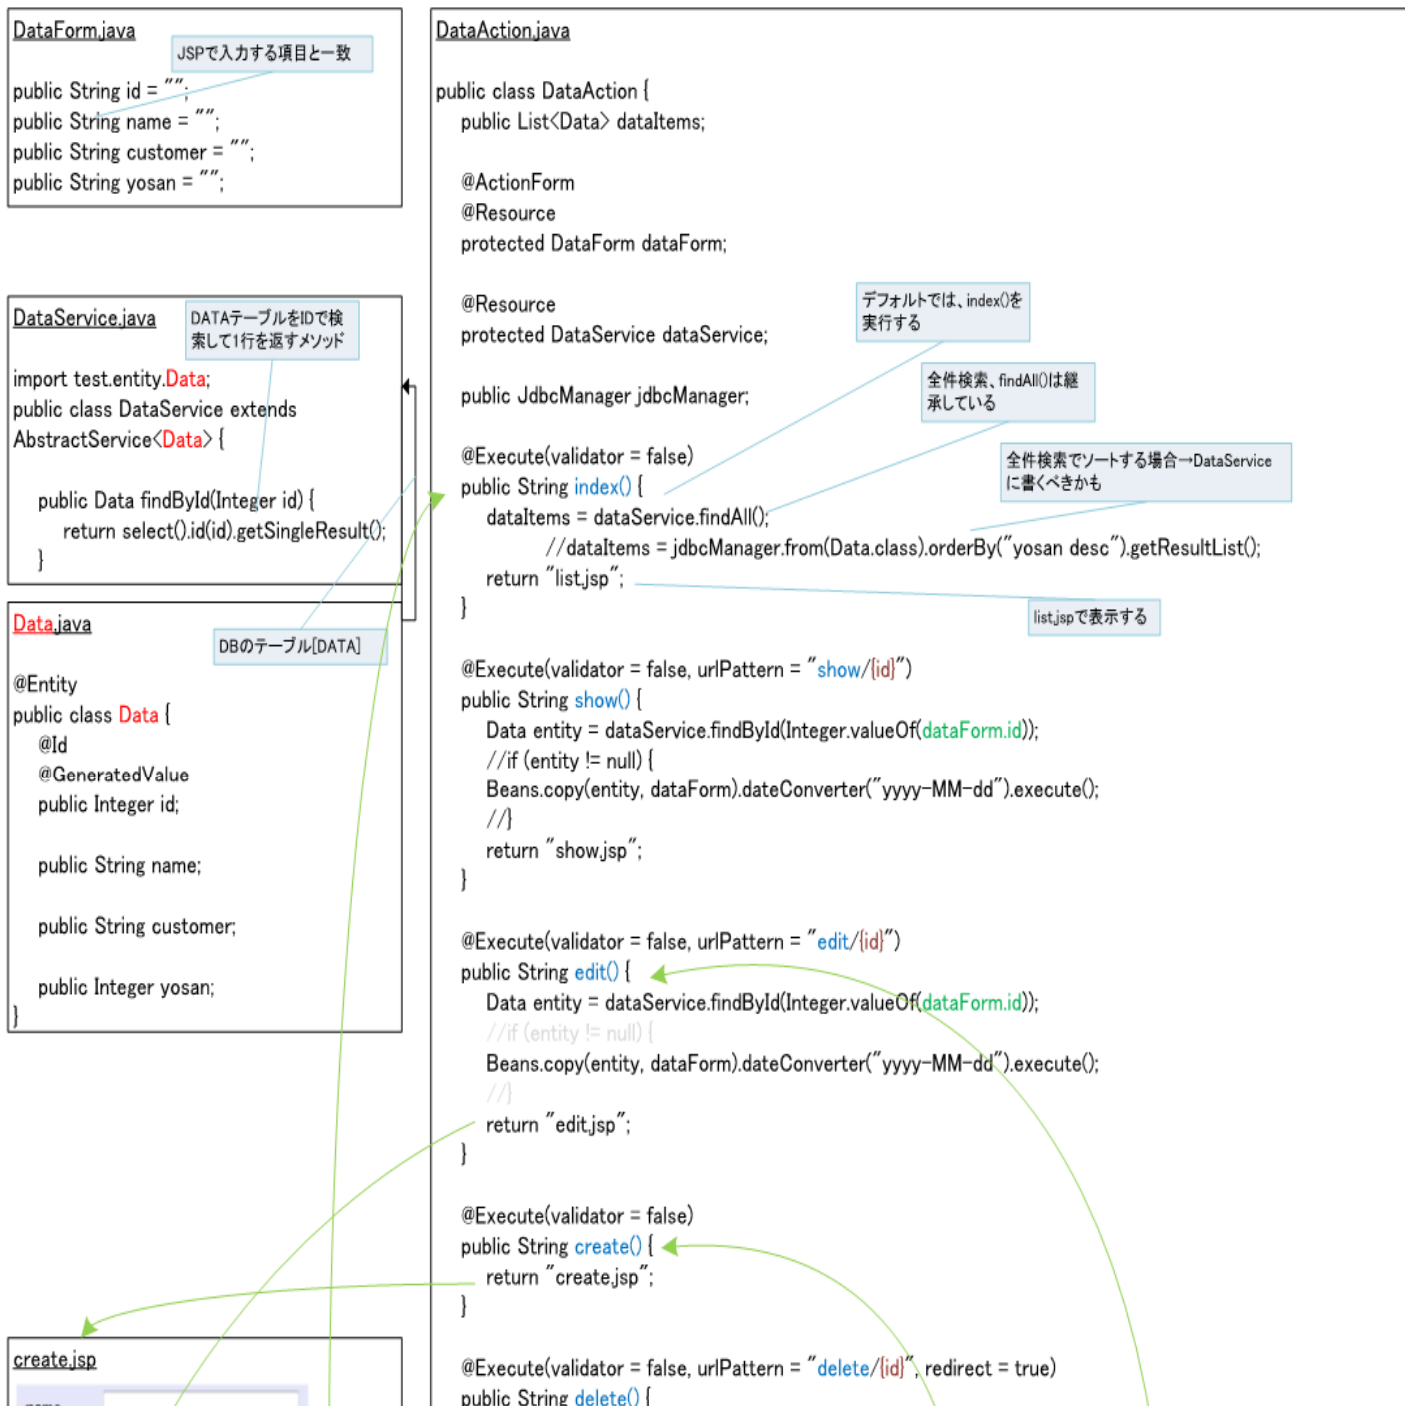 DataForm.java
JSPで入力する項目と一致
public String id = "";
public String name = "";
public String customer = "";
public String yosan = "";
DataService.java
DATAテーブルをIDで検
索して1行を返すメソッド
import test.entity.Data;
public class DataService extends
AbstractService<Data> {
public Data findById(Integer id) {
return select().id(id).getSingleResult();
}
Data.java
DBのテーブル[DATA]
@Entity
public class Data {
@Id
@GeneratedValue
public Integer id;
public String name;
public String customer;
public Integer yosan;
}
create.jsp
name
DataAction.java
public class DataAction {
public List<Data> dataItems;
@ActionForm
@Resource
protected DataForm dataForm;
@Resource
protected DataService dataService;
デフォルトでは、index()を
実行する
public JdbcManager jdbcManager;
全件検索、findAll()は継
承している
@Execute(validator = false)
public String index() {
全件検索でソートする場合→DataService
に書くべきかも
dataItems = dataService.findAll();
//dataItems = jdbcManager.from(Data.class).orderBy("yosan desc").getResultList();
return "list.jsp";
}
list.jspで表示する
@Execute(validator = false, urlPattern = "show/{id}")
public String show() {
Data entity = dataService.findById(Integer.valueOf(dataForm.id));
//if (entity != null) {
Beans.copy(entity, dataForm).dateConverter("yyyy-MM-dd").execute();
//}
return "show.jsp";
}
@Execute(validator = false, urlPattern = "edit/{id}")
public String edit() {
Data entity = dataService.findById(Integer.valueOf(dataForm.id));
//if (entity != null) {
Beans.copy(entity, dataForm).dateConverter("yyyy-MM-dd").execute();
//}
return "edit.jsp";
}
@Execute(validator = false)
public String create() {
return "create.jsp";
}
@Execute(validator = false, urlPattern = "delete/{id}", redirect = true)
public String delete() {